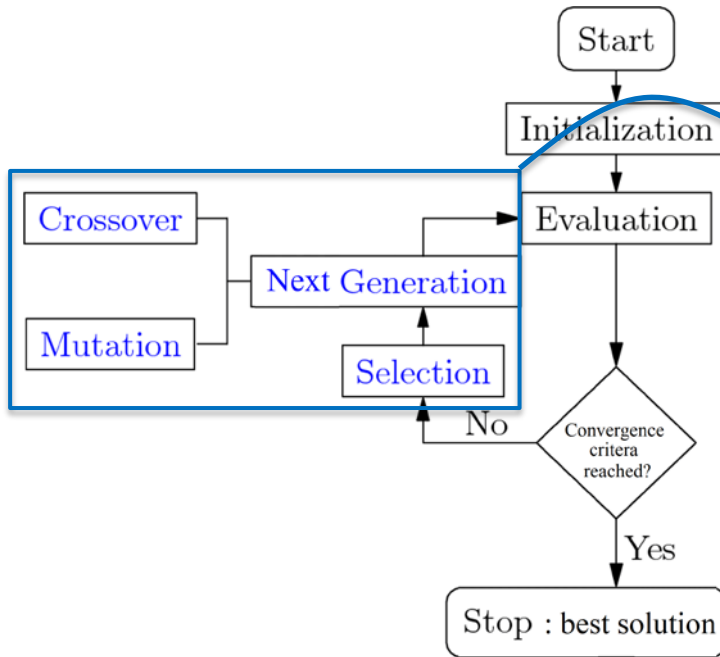 Start
Initialization
Crossover
Evaluation
Next Generation
Mutation
Selection
No
Convergence
critera
reached?
Yes
Stop : best solution